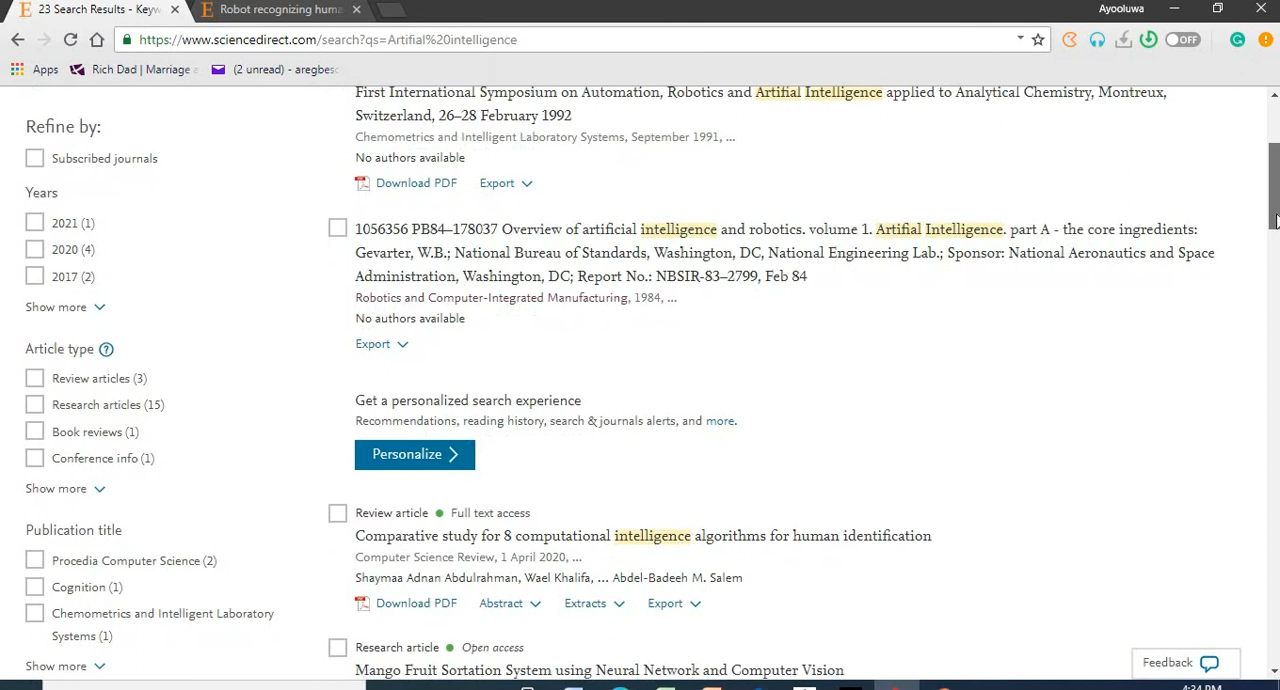 23 Search Results - Keyw
Robot recognizing huma
Ayooluwa
https://www.sciencedirect.com/search?qs=Artifial%20intelligence
OFF
Apps
Rich Dad | Marriage
(2 unread) - aregbes
Refine by:
Subscribed journals
Years
2021 (1)
2020 (4)
2017 (2)
Show more
Article type
Review articles (3)
Research articles (15)
Book reviews (1)
Conference info (1)
Show more
Publication title
Procedia Computer Science (2)
Cognition (1)
Chemometrics and Intelligent Laboratory
Systems (1)
Show more
First International Symposium on Automation, Robotics and Artifial Intelligence applied to Analytical Chemistry, Montreux,
Switzerland, 26–28 February 1992
Chemometrics and Intelligent Laboratory Systems, September 1991, ...
No authors available
Download PDF Export
1056356 PB84–178037 Overview of artificial intelligence and robotics. volume 1. Artifial Intelligence. part A - the core ingredients:
Gevarter, W.B.; National Bureau of Standards, Washington, DC, National Engineering Lab.; Sponsor: National Aeronautics and Space
Administration, Washington, DC; Report No.: NBSIR-83–2799, Feb 84
Robotics and Computer-Integrated Manufacturing, 1984, ...
No authors available
Export
Get a personalized search experience
Recommendations, reading history, search & journals alerts, and more.
Personalize
Review article Full text access
Comparative study for 8 computational intelligence algorithms for human identification
Computer Science Review, 1 April 2020, ...
Shaymaa Adnan Abdulrahman, Wael Khalifa, ... Abdel-Badeeh M. Salem
Download PDF Abstract Extracts Export
Research article Open access
Mango Fruit Sortation System using Neural Network and Computer Vision
Feedback
4:34 PM